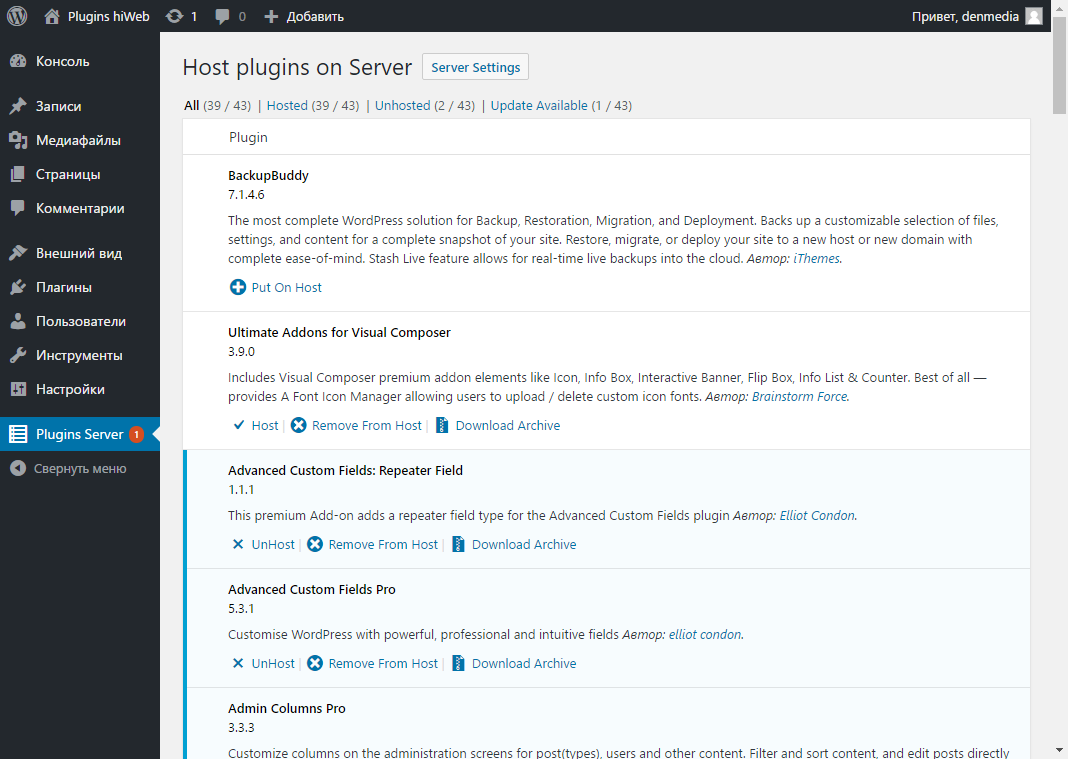 Plugins hiWeb 1 0 Добавить Привет, denmedia
Консоль
Записи
Медиафайлы
Страницы
Комментарии
Внешний вид
Плагины
Пользователи
Инструменты
Настройки
Plugins Server 1
Свернуть меню
Host plugins on Server Server Settings
All (39 / 43) | Hosted (39 / 43) | Unhosted (2 / 43) | Update Available (1 / 43)
Plugin
BackupBuddy
7.1.4.6
The most complete WordPress solution for Backup, Restoration, Migration, and Deployment. Backs up a customizable selection of files,
settings, and content for a complete snapshot of your site. Restore, migrate, or deploy your site to a new host or new domain with
complete ease-of-mind. Stash Live feature allows for real-time live backups into the cloud. Автор: iThemes.
Put On Host
Ultimate Addons for Visual Composer
3.9.0
Includes Visual Composer premium addon elements like Icon, Info Box, Interactive Banner, Flip Box, Info List & Counter. Best of all —
provides A Font Icon Manager allowing users to upload / delete custom icon fonts. Автор: Brainstorm Force.
Host | Remove From Host | Download Archive
Advanced Custom Fields: Repeater Field
1.1.1
This premium Add-on adds a repeater field type for the Advanced Custom Fields plugin Автор: Elliot Condon.
UnHost | Remove From Host | Download Archive
Advanced Custom Fields Pro
5.3.1
Customise WordPress with powerful, professional and intuitive fields Автор: elliot condon.
UnHost | Remove From Host | Download Archive
Admin Columns Pro
3.3.3
Customize columns on the administration screens for post(types), users and other content. Filter and sort content, and edit posts directly